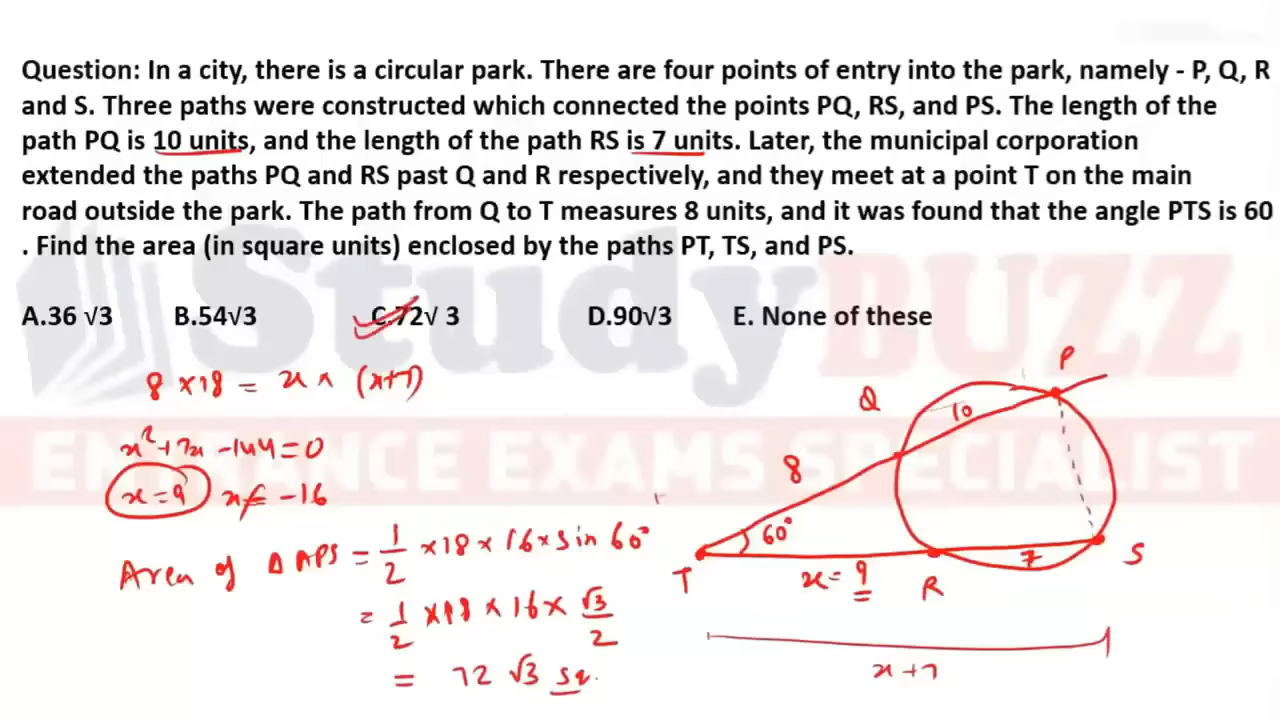 Question: In a city, there is a circular park. There are four points of entry into the park, namely - P, Q, R
and S. Three paths were constructed which connected the points PQ, RS, and PS. The length of the
path PQ is 10 units, and the length of the path RS is 7 units. Later, the municipal corporation
extended the paths PQ and RS past Q and R respectively, and they meet at a point T on the main
road outside the park. The path from Q to T measures 8 units, and it was found that the angle PTS is 60
. Find the area (in square units) enclosed by the paths PT, TS, and PS.
StudyBUZZ
ENTRANCE EXAMS SPECIALIST
A.36 √3 B.54√3 C.72√ 3 D.90√3 E. None of these
8 × 18 = x × (x+7)
x² + 7x - 144 = 0
x = 9 x ≠ -16
Area of Δ APS = 1/2 × 18 × 16 × sin 60°
= 1/2 × 18 × 16 × √3/2
= 72 √3 sq.
P
Q
10
8
60°
T
x = 9
R
7
S
x + 7